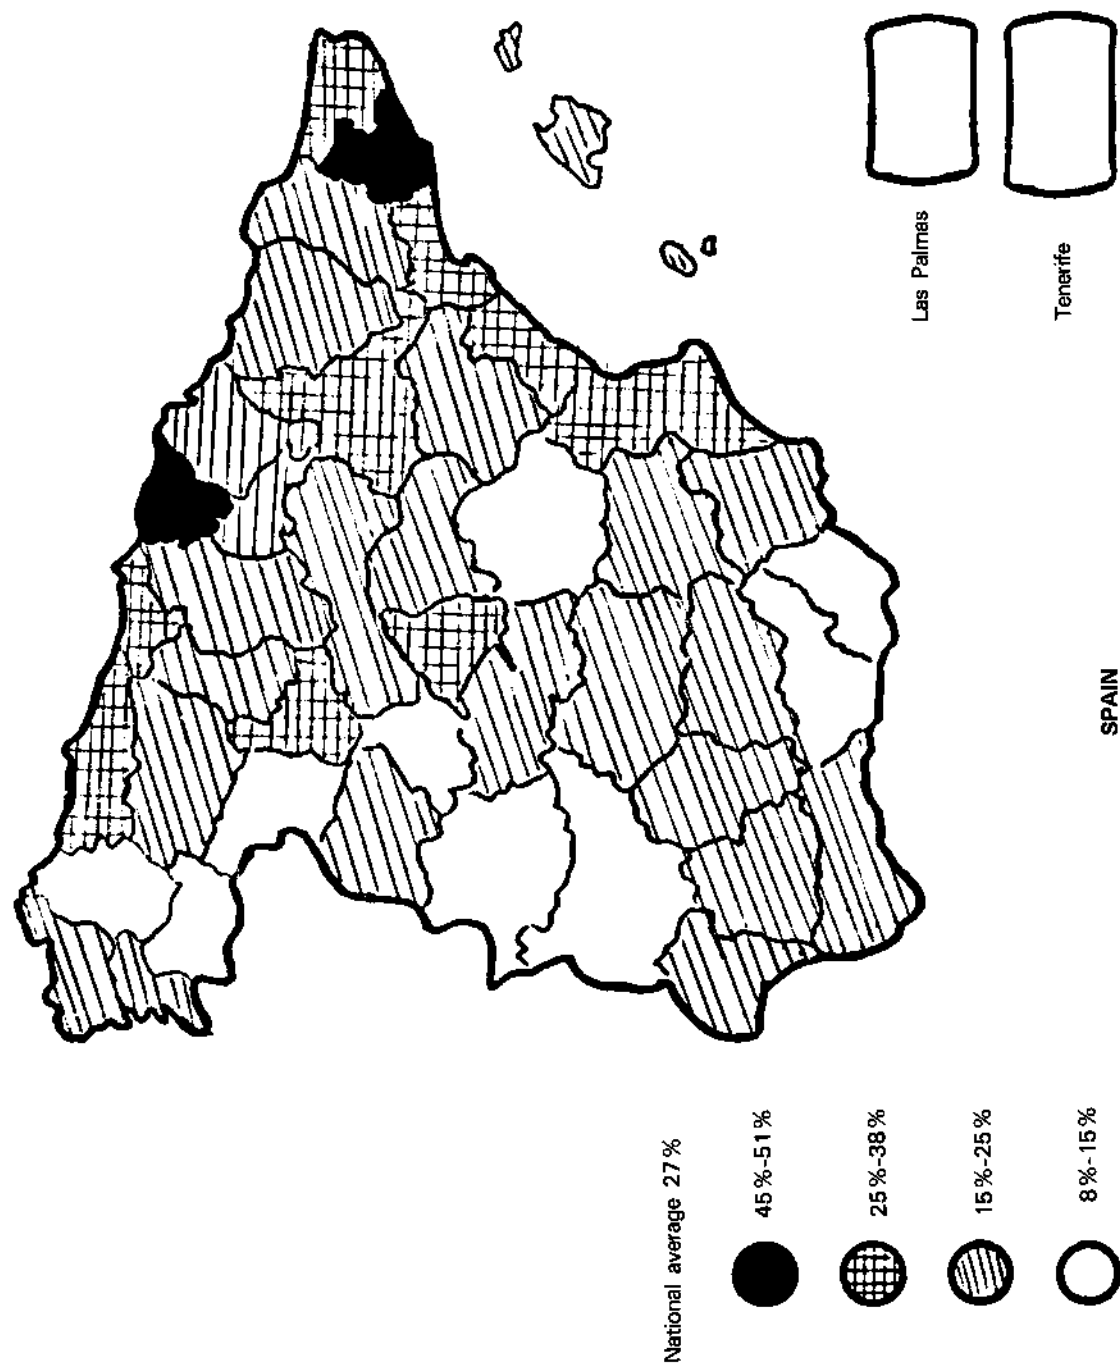 Las Palmas
Tenerife
SPAIN
National average 27%
45%-51%
25%-38%
15%-25%
8%-15%